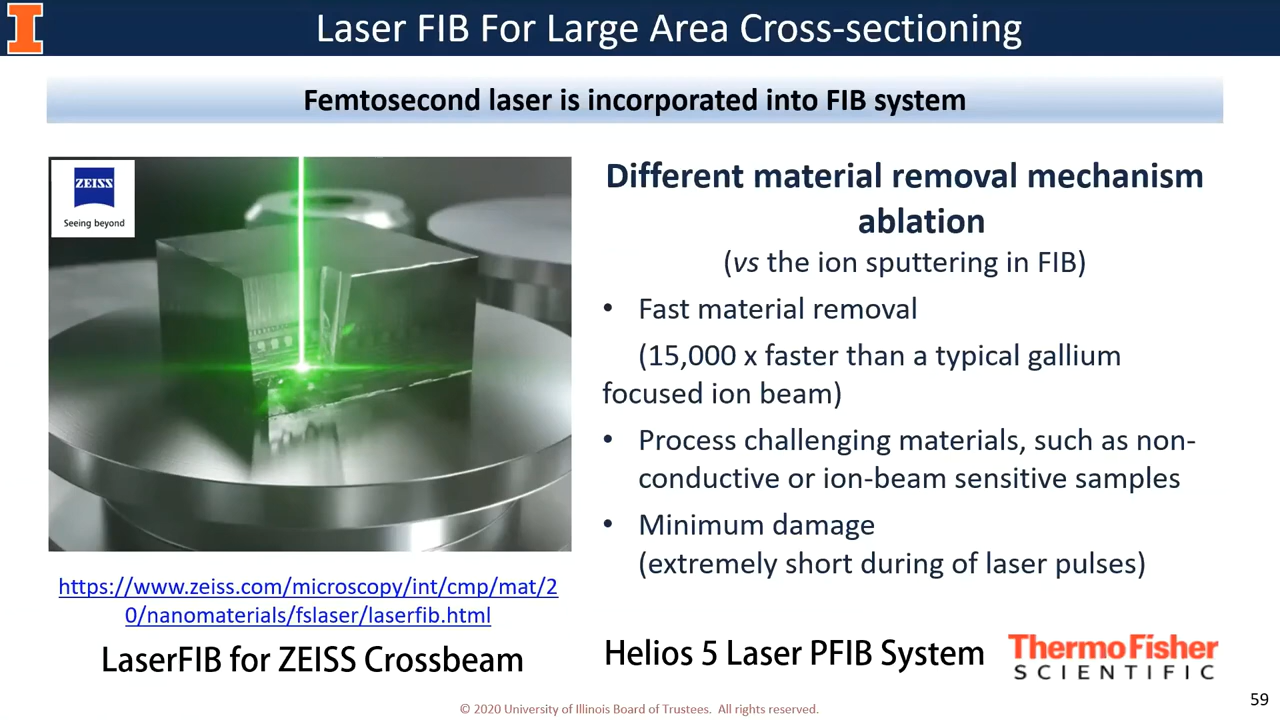 Laser FIB For Large Area Cross-sectioning
Femtosecond laser is incorporated into FIB system
ZEISS
Seeing beyond
https://www.zeiss.com/microscopy/int/cmp/mat/2
0/nanomaterials/fslaser/laserfib.html
LaserFIB for ZEISS Crossbeam
Different material removal mechanism
ablation
(vs the ion sputtering in FIB)
• Fast material removal
(15,000 x faster than a typical gallium
focused ion beam)
• Process challenging materials, such as non-
conductive or ion-beam sensitive samples
• Minimum damage
(extremely short during of laser pulses)
Helios 5 Laser PFIB System
ThermoFisher
SCIENTIFIC
© 2020 University of Illinois Board of Trustees. All rights reserved.
59